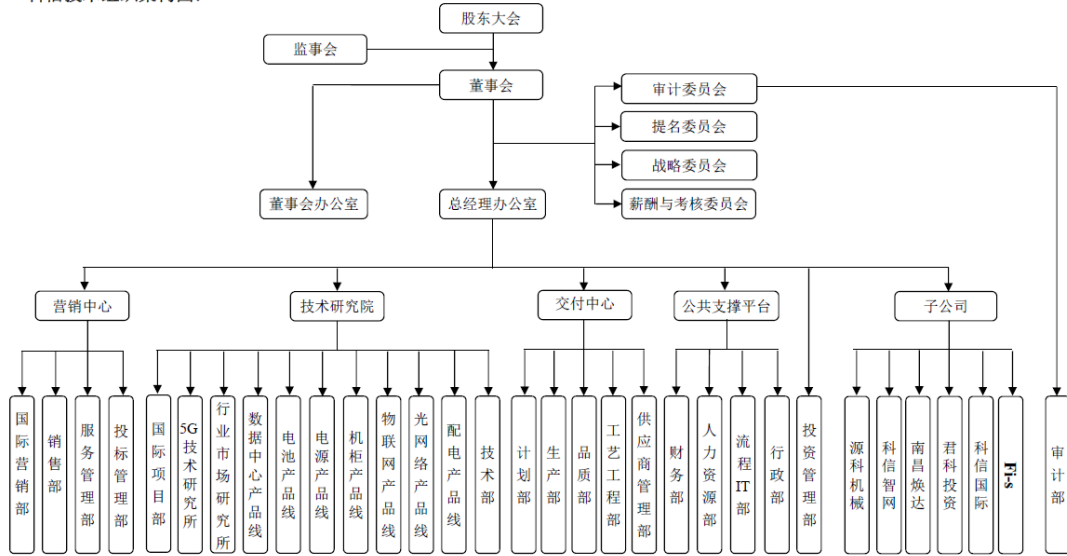 股东大会
监事会
董事会
审计委员会
提名委员会
战略委员会
董事会办公室
总经理办公室
薪酬与考核委员会
营销中心
技术研究院
交付中心
公共支撑平台
子公司
国际营销部
销售部
服务管理部
投标管理部
国际项目部
5G技术研究所
行业市场研究所
数据中心产品线
电池产品线
电源产品线
机柜产品线
物联网产品线
光网络产品线
配电产品线
技术部
计划部
生产部
品质部
工艺工程部
供应商管理部
财务部
人力资源部
流程IT部
行政部
投资管理部
源科机械
科信智网
南昌焕达
君科投资
科信国际
Fi-s
审计部